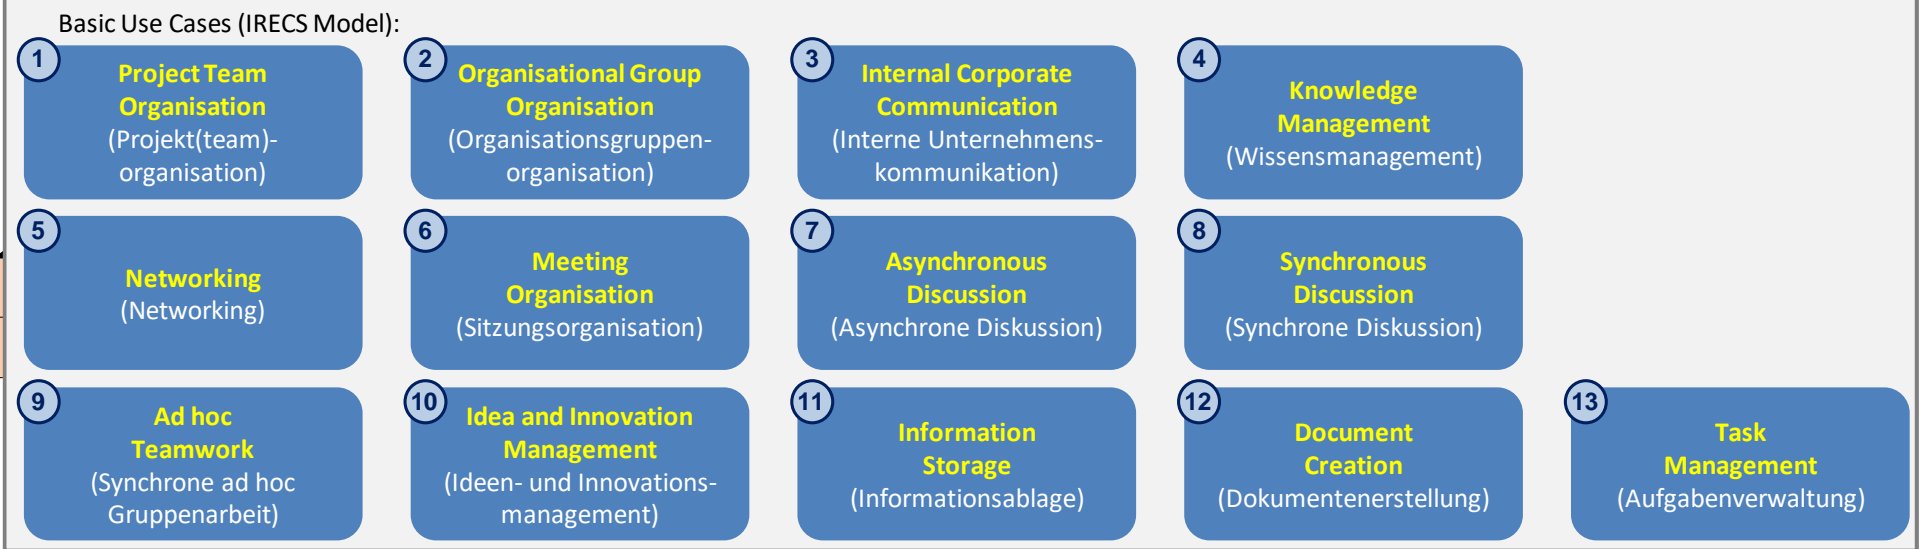 Basic Use Cases (IRECS Model):
1
Project Team
Organisation
(Projekt(team)-
organisation)
2
Organisational Group
Organisation
(Organisationsgruppen-
organisation)
3
Internal Corporate
Communication
(Interne Unternehmens-
kommunikation)
4
Knowledge
Management
(Wissensmanagement)
5
Networking
(Networking)
6
Meeting
Organisation
(Sitzungsorganisation)
7
Asynchronous
Discussion
(Asynchrone Diskussion)
8
Synchronous
Discussion
(Synchrone Diskussion)
9
Ad hoc
Teamwork
(Synchrone ad hoc
Gruppenarbeit)
10
Idea and Innovation
Management
(Ideen- und Innovations-
management)
11
Information
Storage
(Informationsablage)
12
Document
Creation
(Dokumentenerstellung)
13
Task
Management
(Aufgabenverwaltung)